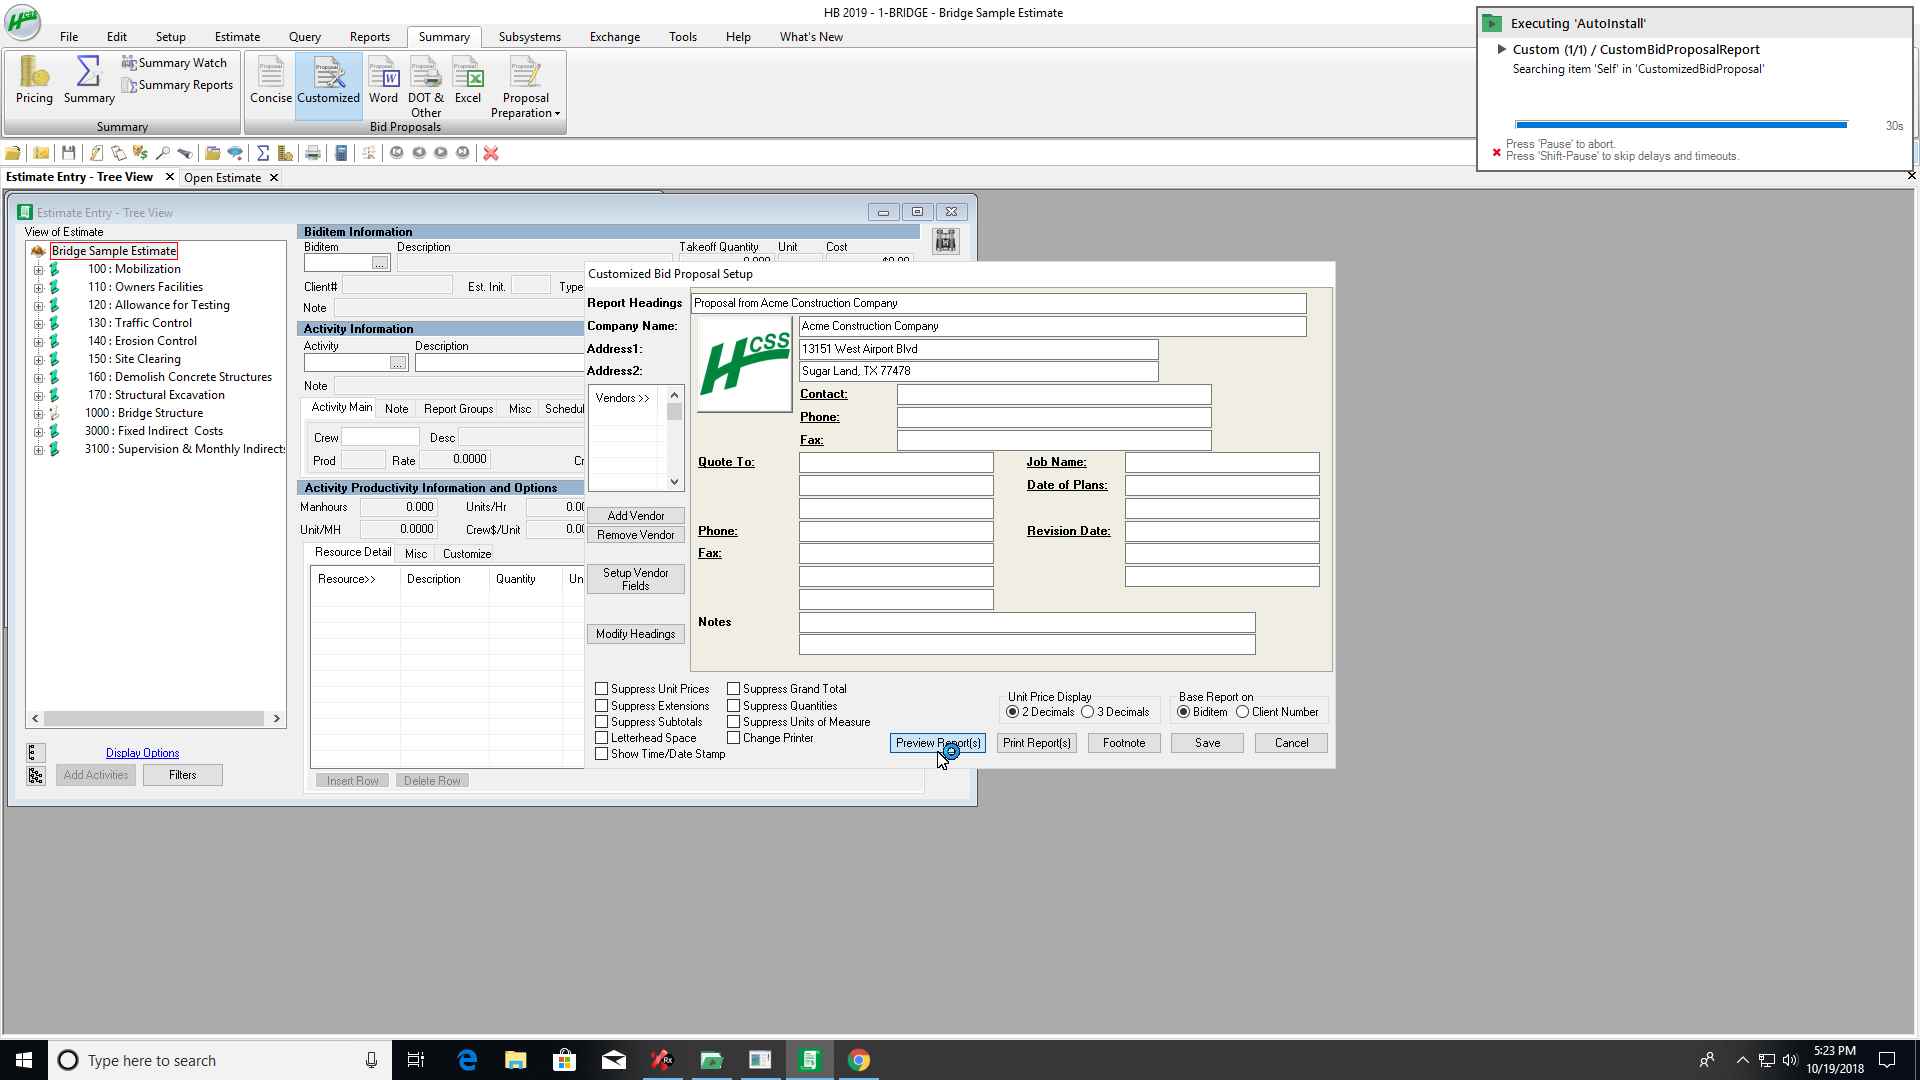 HB 2019 - 1-BRIDGE - Bridge Sample Estimate
HCSS
File Edit Setup Estimate Query Reports Summary Subsystems Exchange Tools Help What's New
Pricing Summary Summary Watch Summary Reports
Summary
Concise Customized Word DOT & Other Excel Proposal Preparation
Bid Proposals
Executing 'AutoInstall'
Custom (1/1) / CustomBidProposalReport
Searching item 'Self' in 'CustomizedBidProposal'
30s
Press 'Pause' to abort.
Press 'Shift-Pause' to skip delays and timeouts.
Estimate Entry - Tree View Open Estimate
Estimate Entry - Tree View
View of Estimate
Bridge Sample Estimate
100 : Mobilization
110 : Owners Facilities
120 : Allowance for Testing
130 : Traffic Control
140 : Erosion Control
150 : Site Clearing
160 : Demolish Concrete Structures
170 : Structural Excavation
1000 : Bridge Structure
3000 : Fixed Indirect Costs
3100 : Supervision & Monthly Indirects
Display Options
Add Activities Filters
Biditem Information
Biditem Description Takeoff Quantity Unit Cost
...
0.000 $0.00
Client# Est. Init. Type
Note
Activity Information
Activity Description
...
Note
Activity Main Note Report Groups Misc Schedul
Crew Desc
Prod Rate 0.0000 Cr
Activity Productivity Information and Options
Manhours 0.000 Units/Hr 0.00
Unit/MH 0.0000 Crew$/Unit 0.00
Resource Detail Misc Customize
Resource>> Description Quantity Un
Insert Row Delete Row
Customized Bid Proposal Setup
Report Headings Proposal from Acme Construction Company
Company Name: Acme Construction Company
Address1: 13151 West Airport Blvd
Address2: Sugar Land, TX 77478
HCSS
Vendors >>
Contact:
Phone:
Fax:
Quote To: Job Name:
Date of Plans:
Add Vendor
Remove Vendor
Phone: Revision Date:
Fax:
Setup Vendor Fields
Notes
Modify Headings
Suppress Unit Prices Suppress Grand Total
Suppress Extensions Suppress Quantities
Suppress Subtotals Suppress Units of Measure
Letterhead Space Change Printer
Show Time/Date Stamp
Unit Price Display
2 Decimals 3 Decimals
Base Report on
Biditem Client Number
Preview Report(s) Print Report(s) Footnote Save Cancel
Type here to search
5:23 PM
10/19/2018